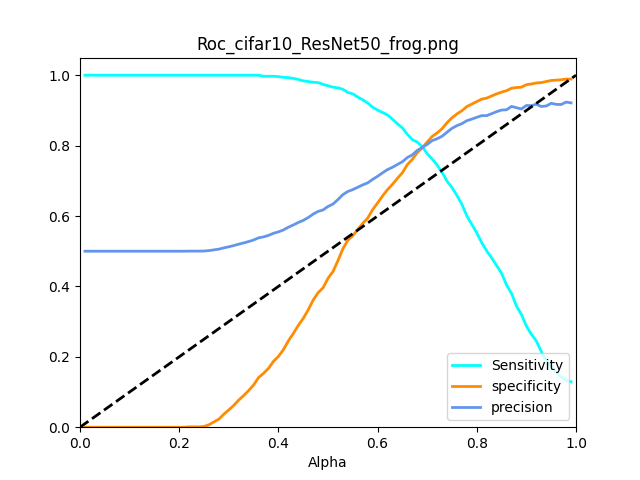 Roc_cifar10_ResNet50_frog.png
1.0
0.8
0.6
0.4
0.2
0.0
Sensitivity
specificity
precision
0.0 0.2 0.4 0.6 0.8 1.0
Alpha